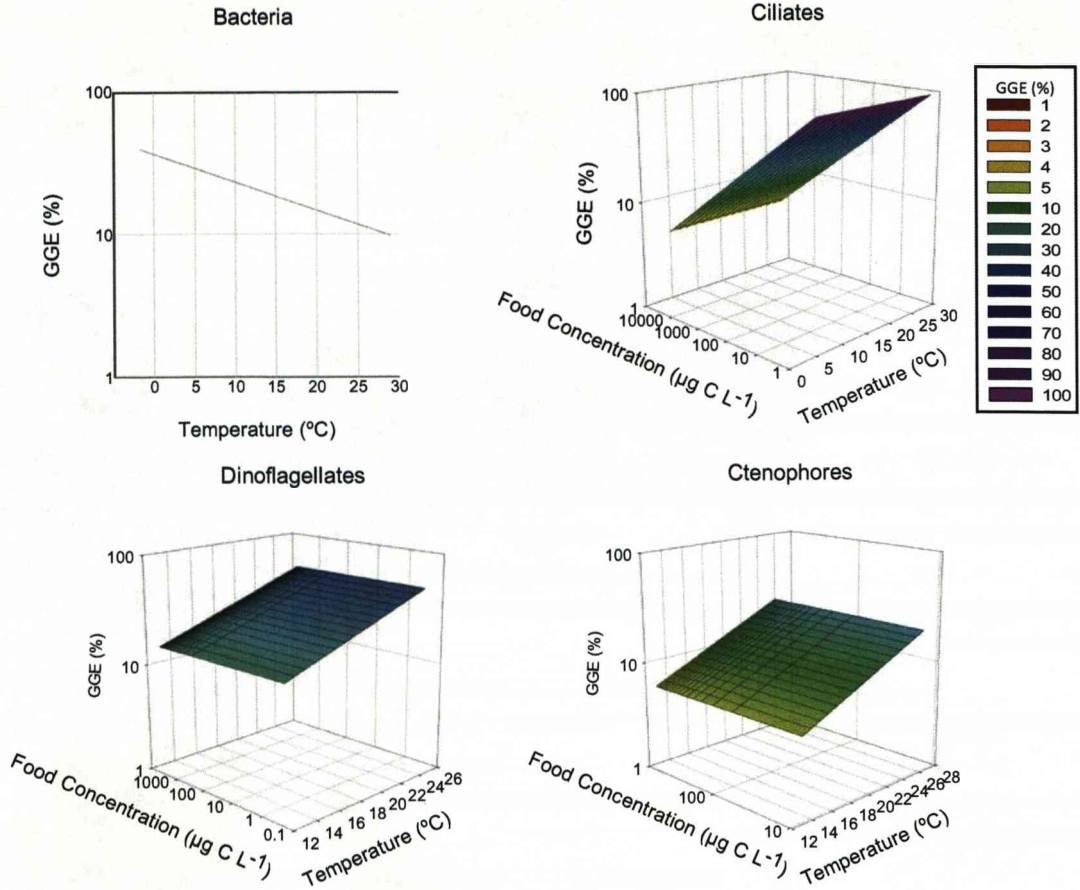 Bacteria
100
10
1
GGE (%)
0 5 10 15 20 25 30
Temperature (ºC)
Ciliates
100
10
1
GGE (%)
10000 1000 100 10 1
Food Concentration (µg C L-1)
0 5 10 15 20 25 30
Temperature (ºC)
GGE (%)
1
2
3
4
5
10
20
30
40
50
60
70
80
90
100
Dinoflagellates
100
10
1
GGE (%)
1000 100 10 1 0.1
Food Concentration (µg C L-1)
12 14 16 18 20 22 24 26
Temperature (ºC)
Ctenophores
100
10
1
GGE (%)
100 10
Food Concentration (µg C L-1)
12 14 16 18 20 22 24 26 28
Temperature (ºC)